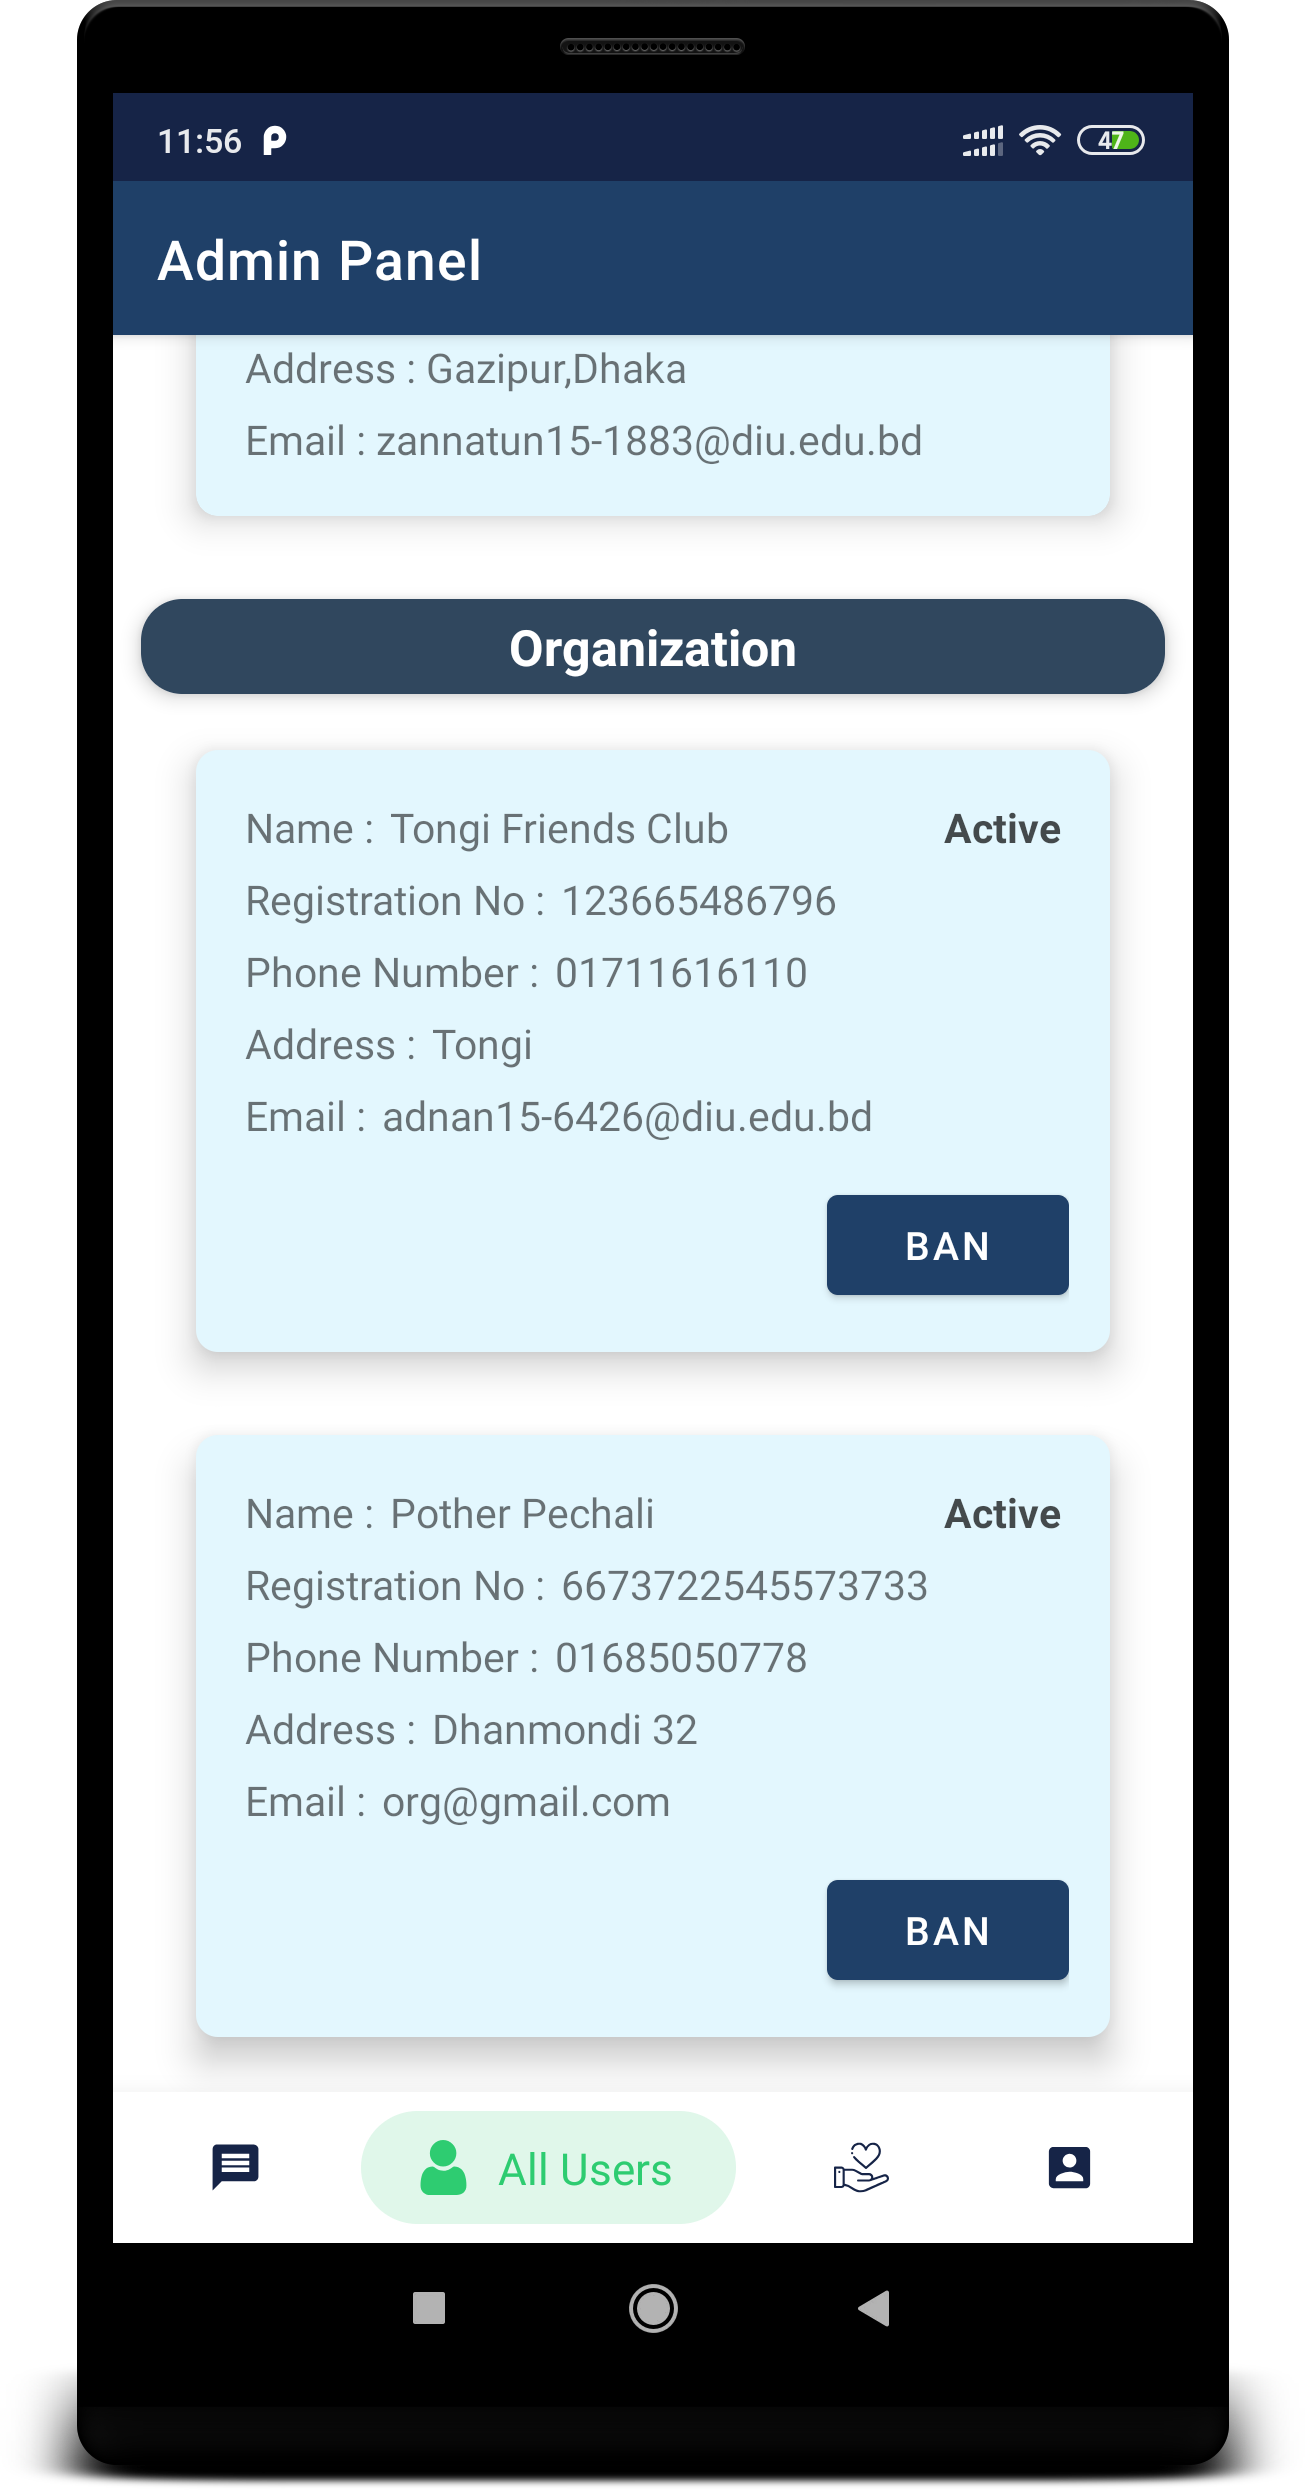 11:56
47
Admin Panel
Address : Gazipur,Dhaka
Email : zannatun15-1883@diu.edu.bd
Organization
Name : Tongi Friends Club Active
Registration No : 123665486796
Phone Number : 01711616110
Address : Tongi
Email : adnan15-6426@diu.edu.bd
BAN
Name : Pother Pechali Active
Registration No : 6673722545573733
Phone Number : 01685050778
Address : Dhanmondi 32
Email : org@gmail.com
BAN
All Users